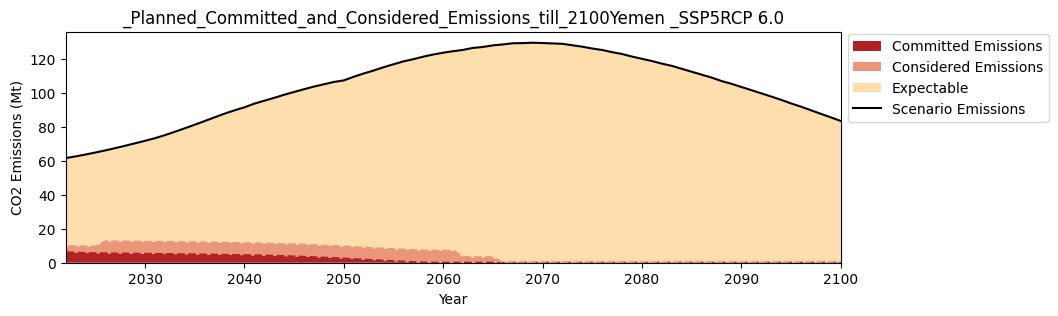 _Planned_Committed_and_Considered_Emissions_till_2100Yemen _SSP5RCP 6.0
CO2 Emissions (Mt)
120
100
80
60
40
20
0
2030
2040
2050
2060
2070
2080
2090
2100
Year
Committed Emissions
Considered Emissions
Expectable
Scenario Emissions